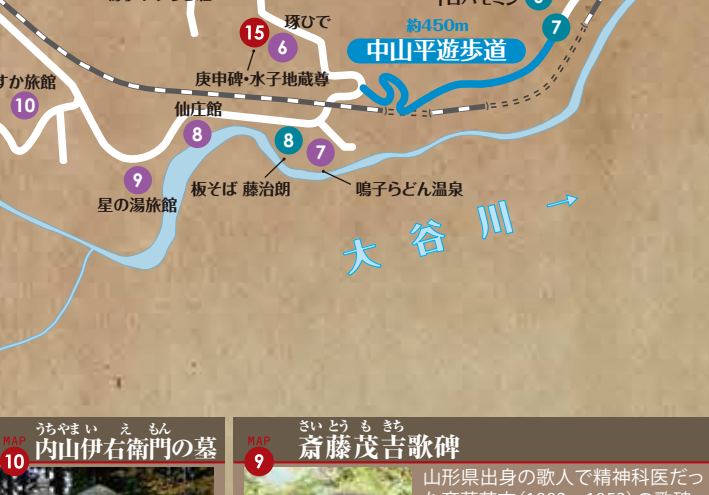 琢ひで
15
6
庚申碑・水子地蔵尊
約450m
中山平遊歩道
7
すか旅館
10
仙庄館
8
8
7
9
星の湯旅館
板そば 藤治朗
鳴子らどん温泉
大谷川 →
MAP
10
うちやま い え もん
内山伊右衛門の墓
MAP
9
さい とう も きち
斎藤茂吉歌碑
山形県出身の歌人で精神科医だっ